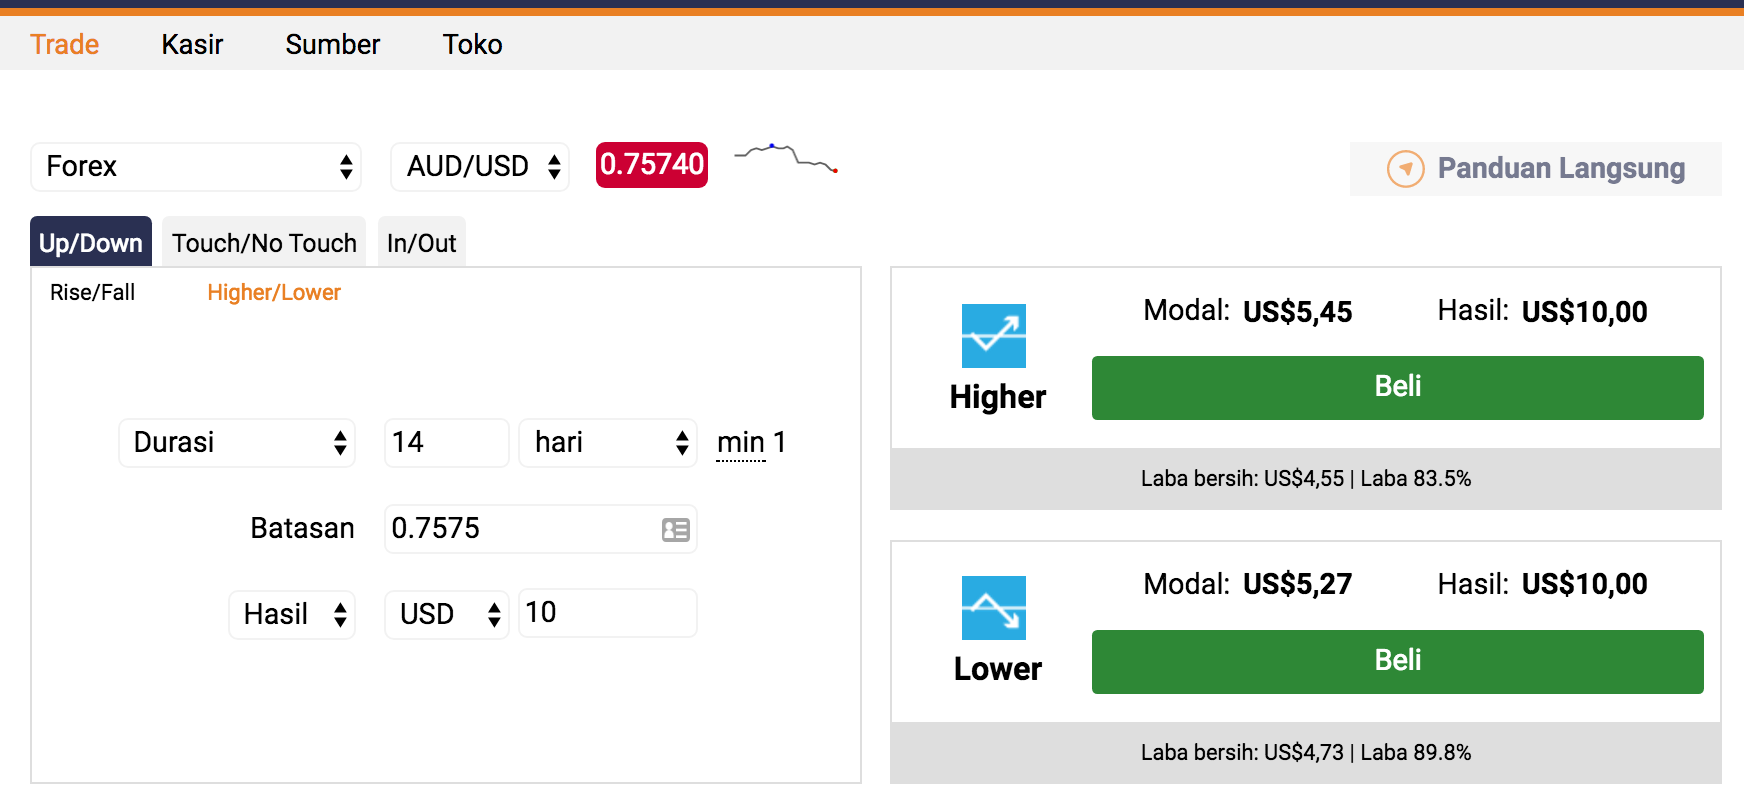 Trade Kasir Sumber Toko
Forex AUD/USD 0.75740 Panduan Langsung
Up/Down Touch/No Touch In/Out
Rise/Fall Higher/Lower
Durasi 14 hari min 1
Batasan 0.7575
Hasil USD 10
Modal: US$5,45 Hasil: US$10,00
Higher
Beli
Laba bersih: US$4,55 | Laba 83.5%
Modal: US$5,27 Hasil: US$10,00
Lower
Beli
Laba bersih: US$4,73 | Laba 89.8%